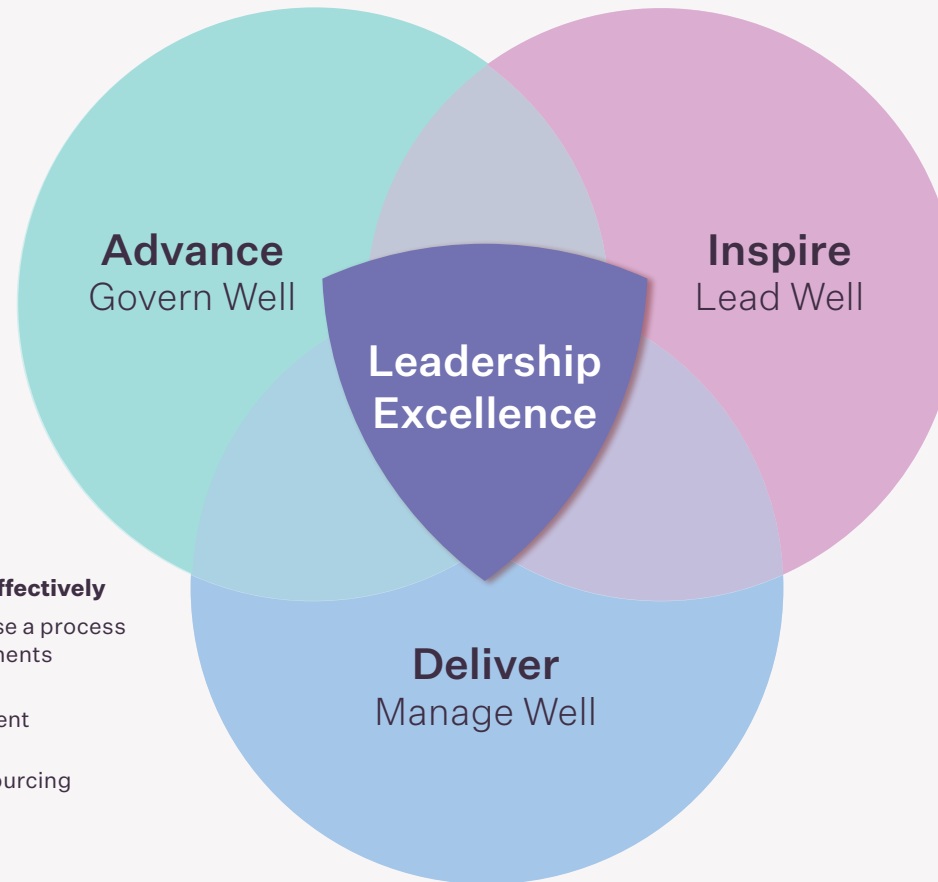 Advance
Govern Well
Inspire
Lead Well
Leadership
Excellence
Deliver
Manage Well
ffectively
se a process
nents
ent
urcing